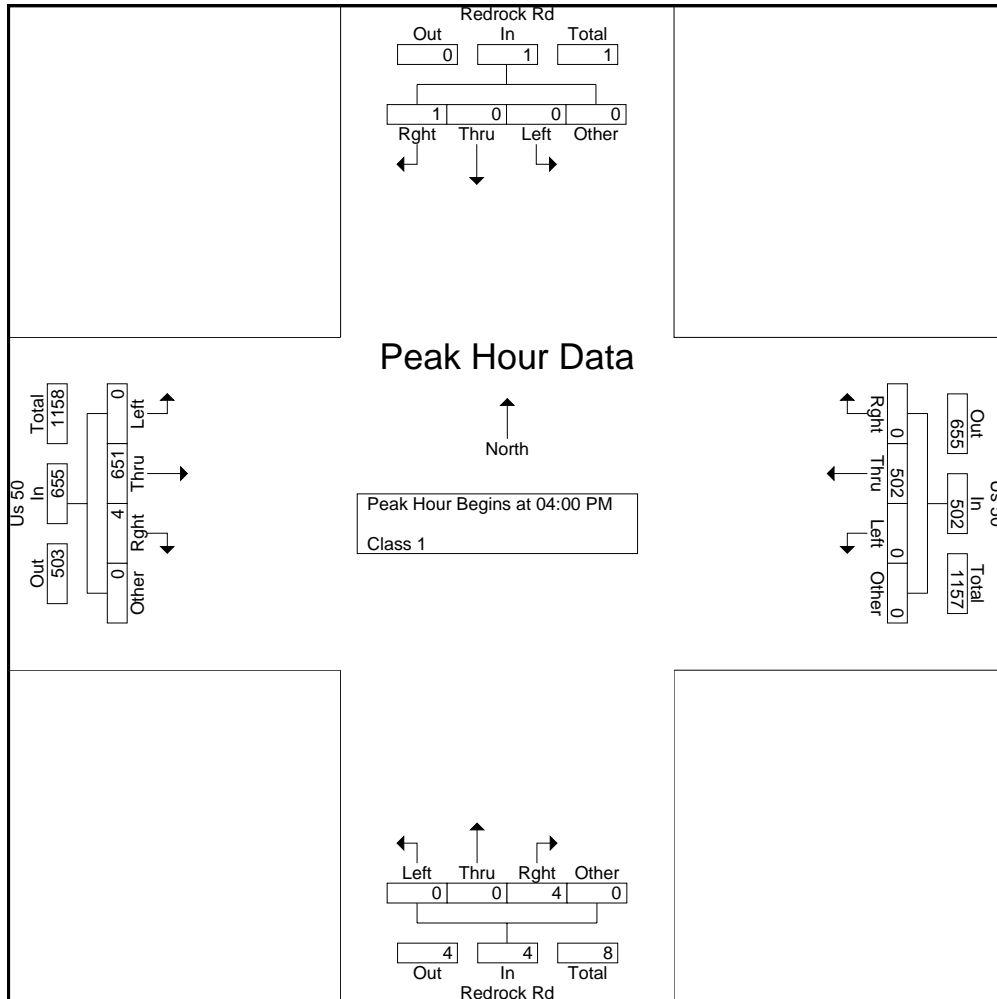 Redrock Rd
Out In Total
0 1 1
1 0 0 0
Rght Thru Left Other
Peak Hour Data
North
Peak Hour Begins at 04:00 PM
Class 1
Us 50
Total In Out
1158 655 503
0 651 4 0
Left Thru Rght Other
Us 50
Out In Total
655 502 1157
0 502 0 0
Rght Thru Left Other
Left Thru Rght Other
0 0 4 0
4 4 8
Out In Total
Redrock Rd